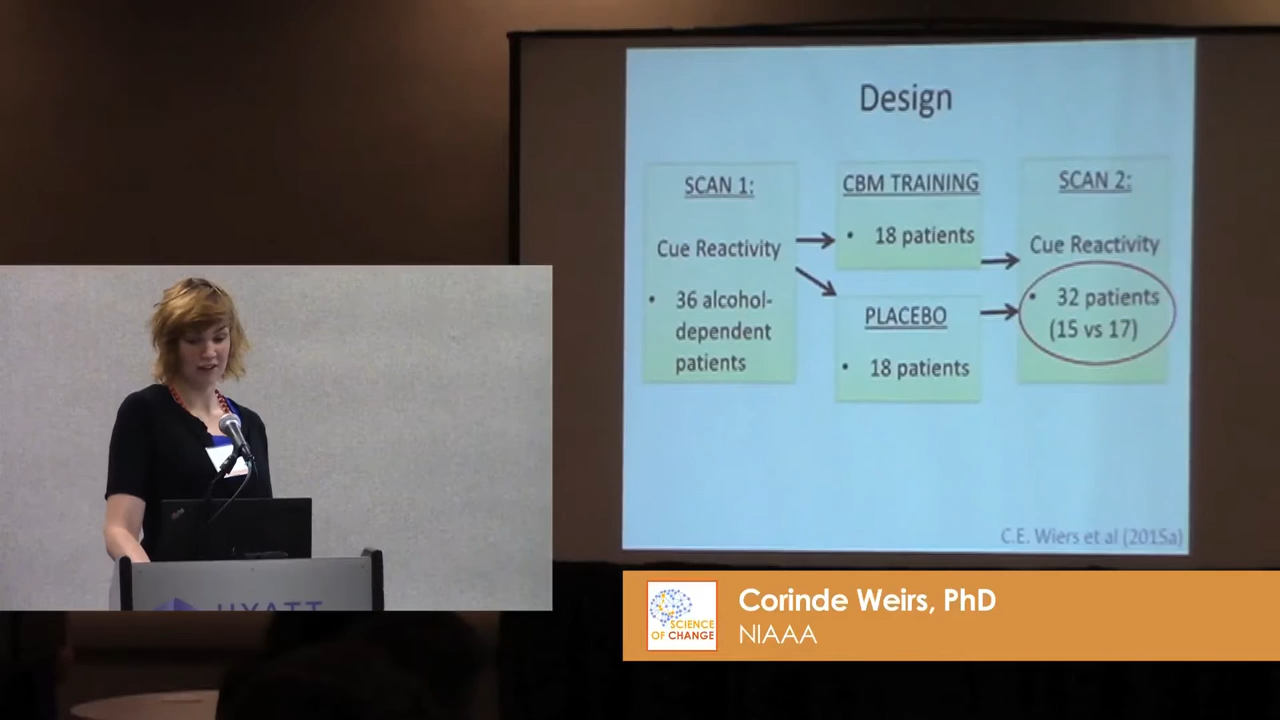 Design
SCAN 1:
Cue Reactivity
• 36 alcohol-
dependent
patients
CBM TRAINING
• 18 patients
PLACEBO
• 18 patients
SCAN 2:
Cue Reactivity
• 32 patients
(15 vs 17)
C.E. Wiers et al (2015a)
HYATT
SCIENCE
OF CHANGE
Corinde Weirs, PhD
NIAAA